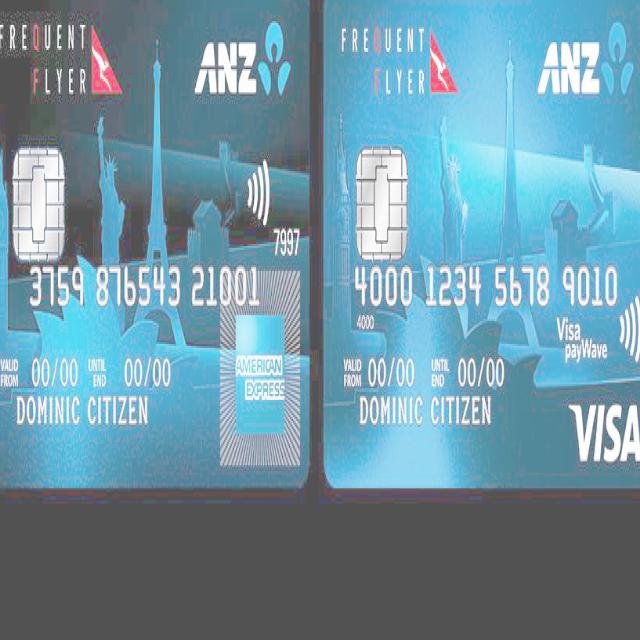 FREQUENT
FLYER
ANZ
7997
3759 876543 21001
VALID FROM 00/00 UNTIL END 00/00
DOMINIC CITIZEN
AMERICAN
EXPRESS
FREQUENT
FLYER
ANZ
4000 1234 5678 9010
4000
Visa
payWave
VALID FROM 00/00 UNTIL END 00/00
DOMINIC CITIZEN
VISA